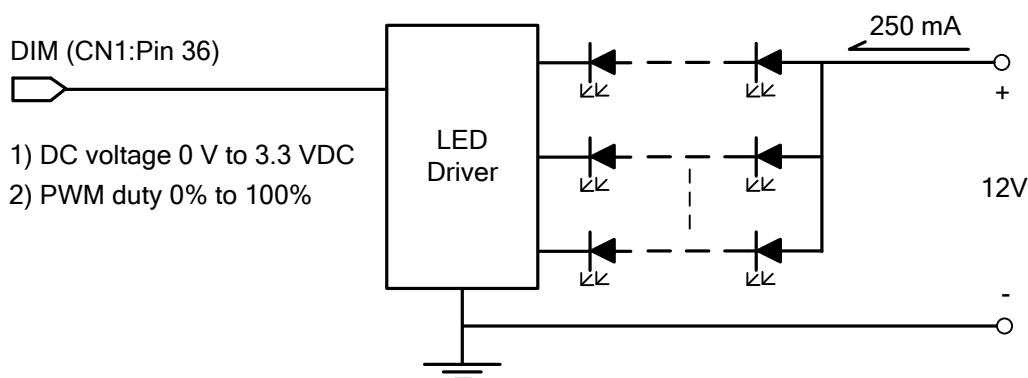 250 mA
DIM (CN1:Pin 36)
+
LED
Driver
1) DC voltage 0 V to 3.3 VDC
2) PWM duty 0% to 100%
12V
-